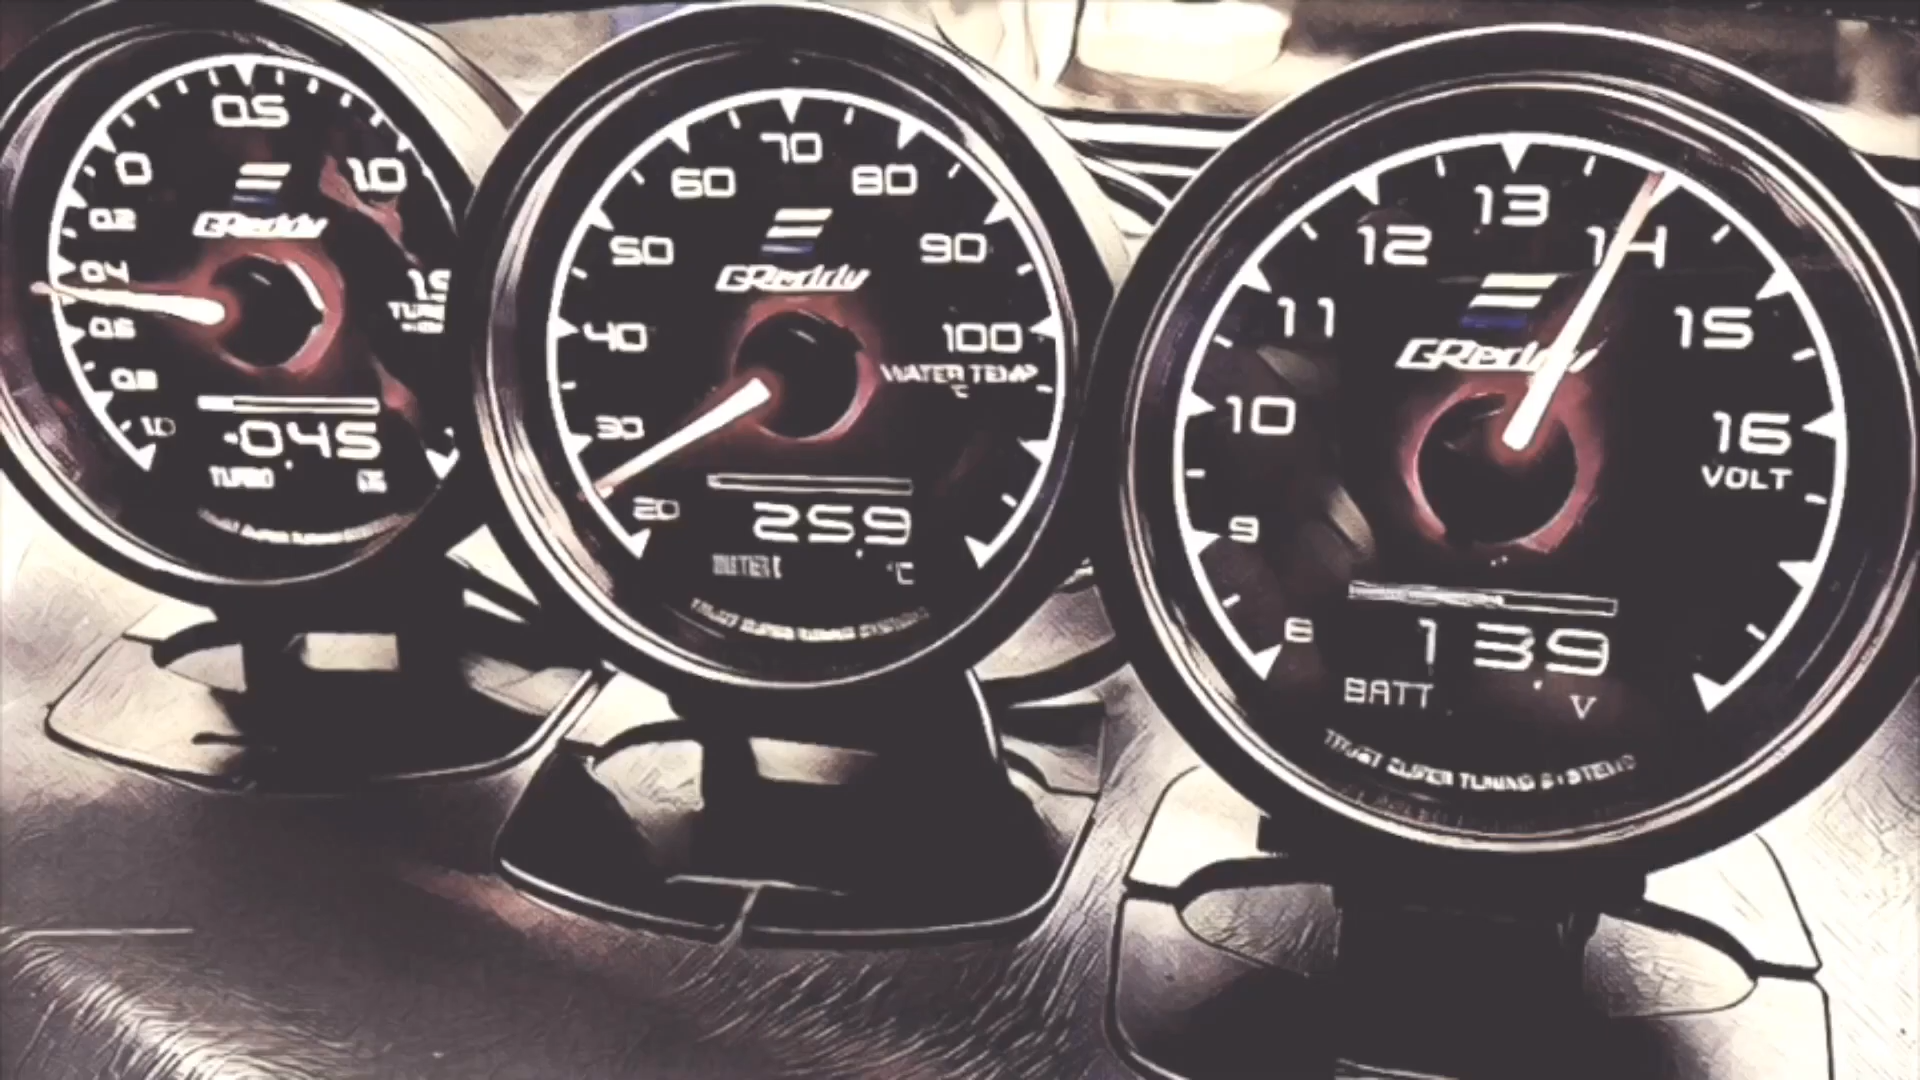 0.5
0
1.0
0.2
GReddy
0.4
0.6
0.8
1.0
-0.45
TURBO
70
60
80
50
90
GReddy
40
100
WATER TEMP
°C
30
20
25.9
WATER
°C
TRUST SUPER TUNING SYSTEMS
13
12
14
11
15
GReddy
10
16
VOLT
9
8
13.9
BATT
V
TRUST SUPER TUNING SYSTEMS